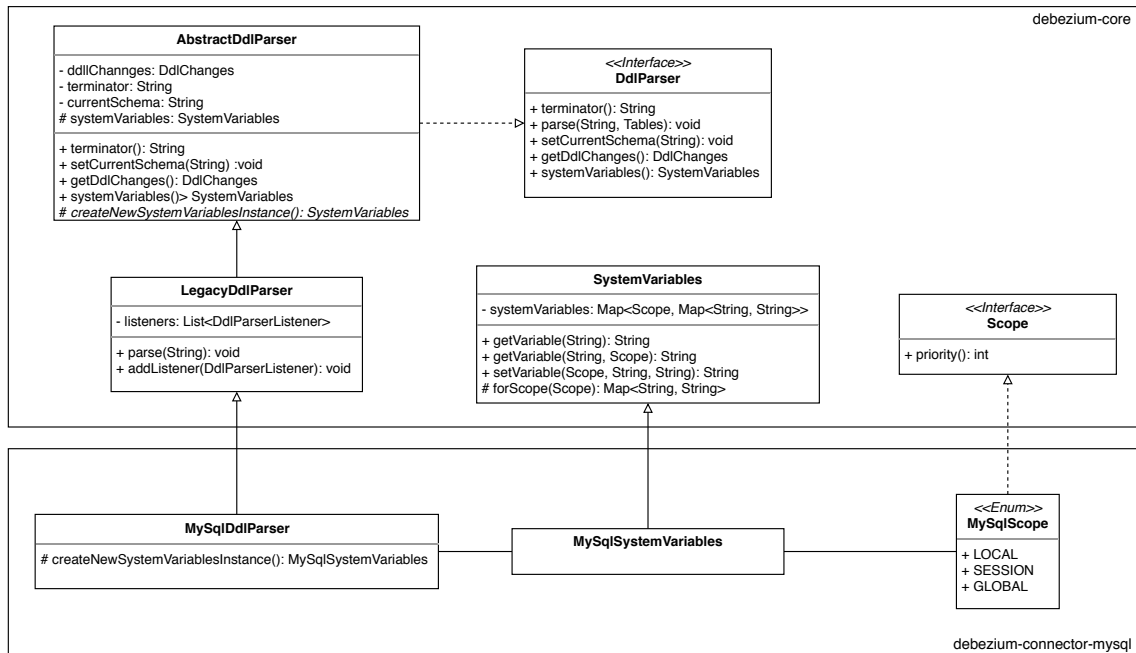 debezium-core
AbstractDdlParser
- ddllChannges: DdlChanges
- terminator: String
- currentSchema: String
# systemVariables: SystemVariables
+ terminator(): String
+ setCurrentSchema(String) :void
+ getDdlChanges(): DdlChanges
+ systemVariables()> SystemVariables
# createNewSystemVariablesInstance(): SystemVariables
<<Interface>>
DdlParser
+ terminator(): String
+ parse(String, Tables): void
+ setCurrentSchema(String): void
+ getDdlChanges(): DdlChanges
+ systemVariables(): SystemVariables
LegacyDdlParser
- listeners: List<DdlParserListener>
+ parse(String): void
+ addListener(DdlParserListener): void
SystemVariables
- systemVariables: Map<Scope, Map<String, String>>
+ getVariable(String): String
+ getVariable(String, Scope): String
+ setVariable(Scope, String, String): String
# forScope(Scope): Map<String, String>
<<Interface>>
Scope
+ priority(): int
MySqlDdlParser
# createNewSystemVariablesInstance(): MySqlSystemVariables
MySqlSystemVariables
<<Enum>>
MySqlScope
+ LOCAL
+ SESSION
+ GLOBAL
debezium-connector-mysql